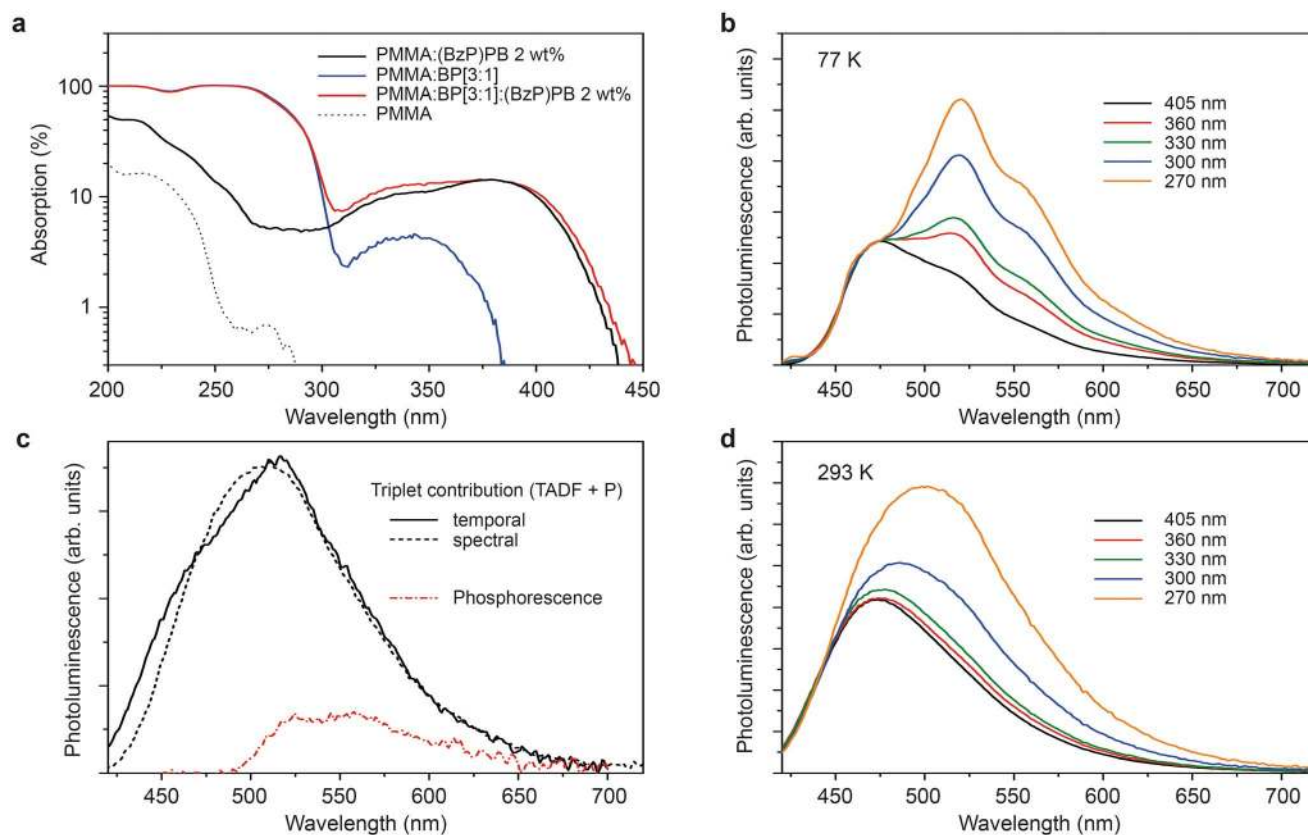 a
PMMA:(BzP)PB 2 wt%
PMMA:BP[3:1]
PMMA:BP[3:1]:(BzP)PB 2 wt%
PMMA
100
10
1
Absorption (%)
200 250 300 350 400 450
Wavelength (nm)
b
77 K
405 nm
360 nm
330 nm
300 nm
270 nm
Photoluminescence (arb. units)
450 500 550 600 650 700
Wavelength (nm)
c
Triplet contribution (TADF + P)
temporal
spectral
Phosphorescence
Photoluminescence (arb. units)
450 500 550 600 650 700
Wavelength (nm)
d
293 K
405 nm
360 nm
330 nm
300 nm
270 nm
Photoluminescence (arb. units)
450 500 550 600 650 700
Wavelength (nm)